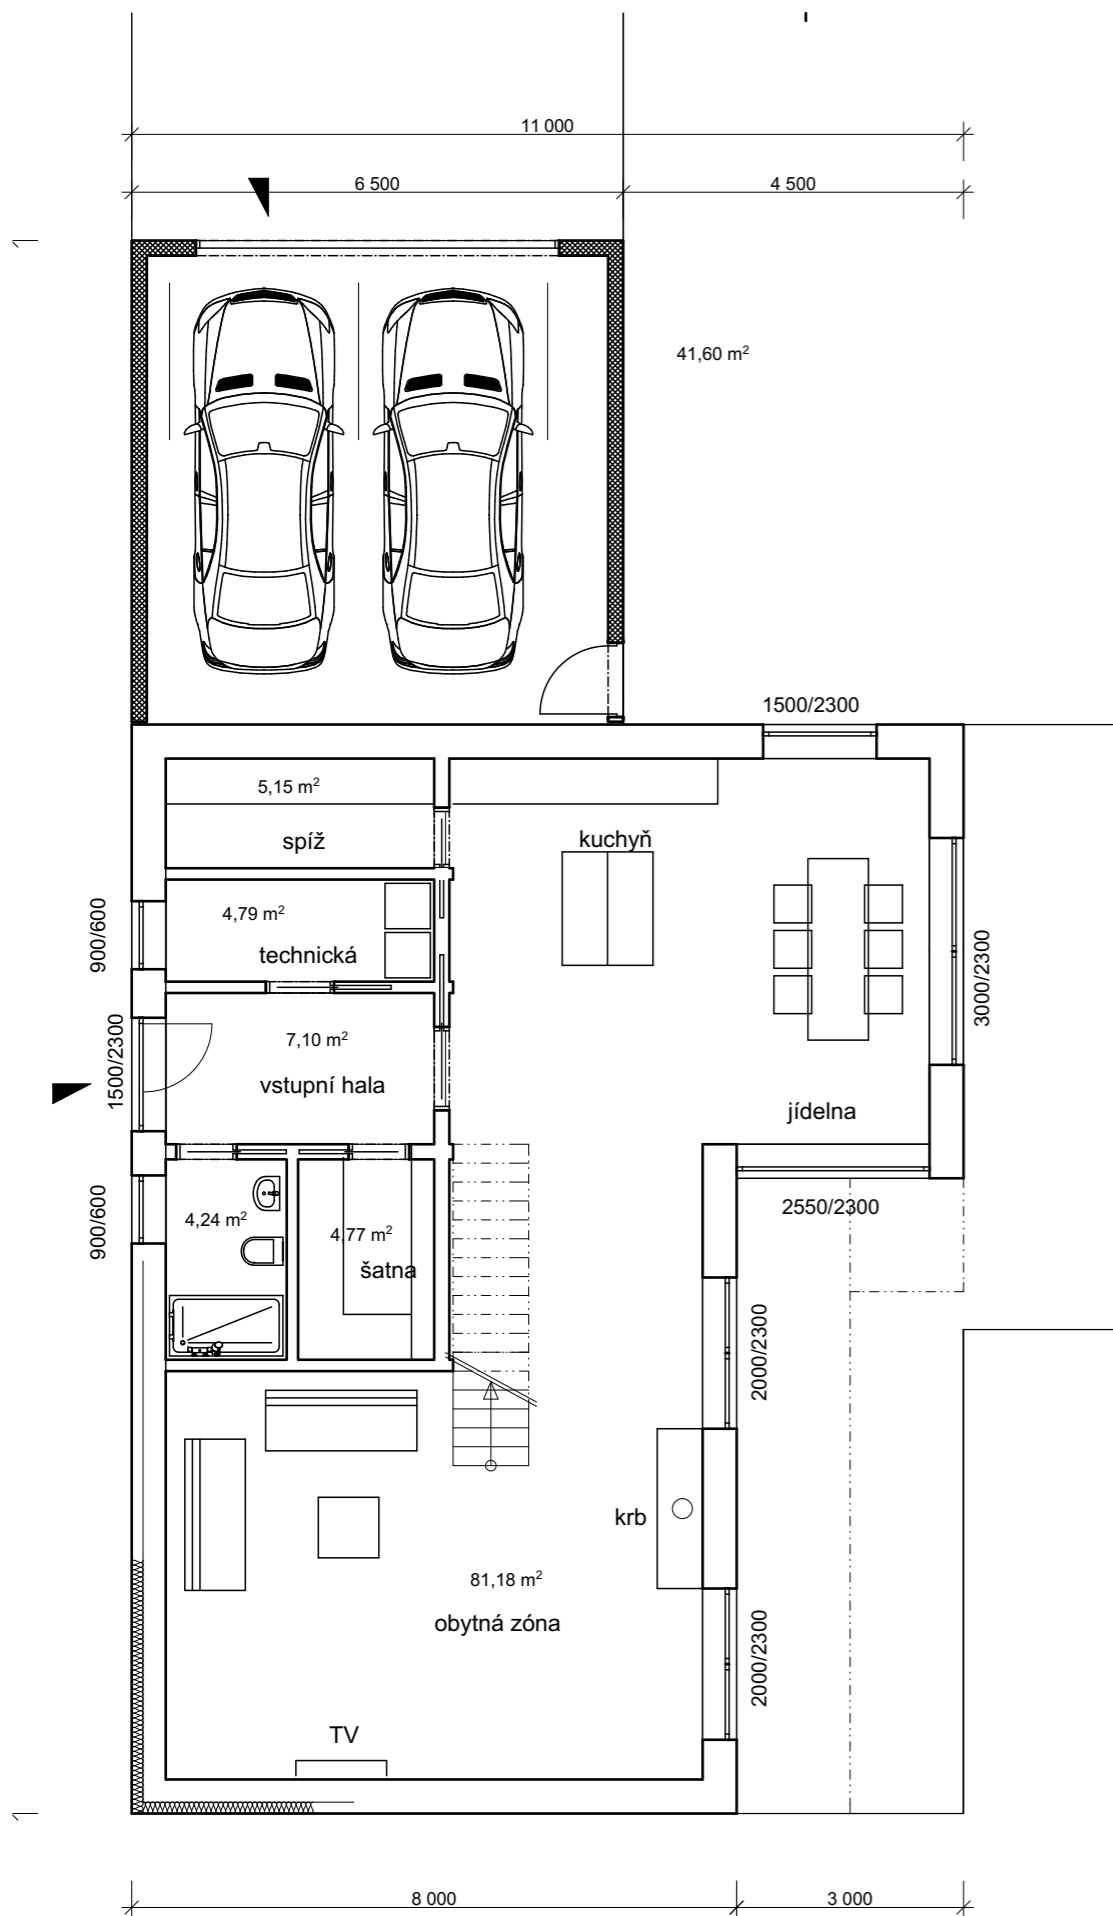 11 000
6 500
4 500
41,60 m²
1500/2300
5,15 m²
spíž
kuchyň
4,79 m²
technická
900/600
3000/2300
1500/2300
7,10 m²
vstupní hala
jídelna
900/600
4,24 m²
4,77 m²
šatna
2550/2300
2000/2300
krb
81,18 m²
obytná zóna
2000/2300
TV
8 000
3 000